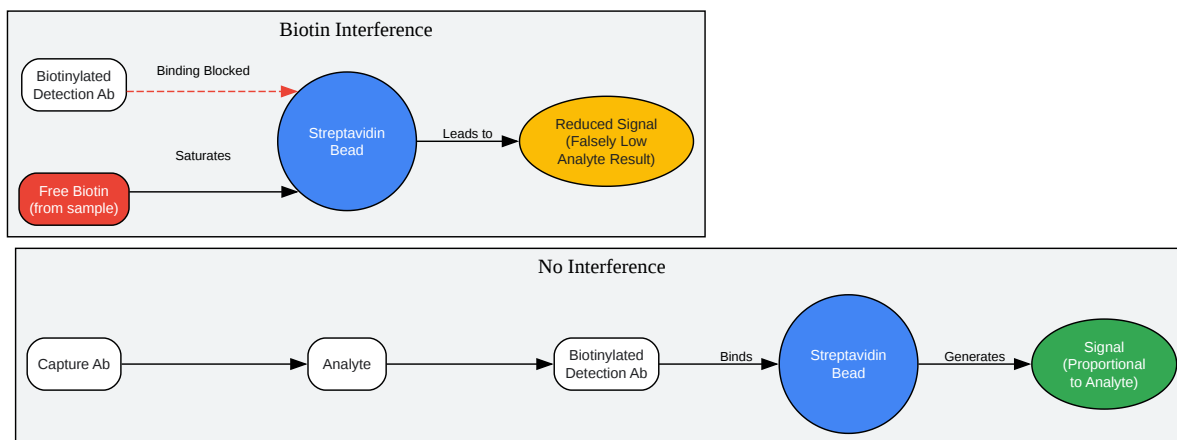 Biotin Interference
Biotinylated
Detection Ab
Binding Blocked
Streptavidin
Bead
Leads to
Reduced Signal
(Falsely Low
Analyte Result)
Saturates
Free Biotin
(from sample)
No Interference
Capture Ab
Analyte
Biotinylated
Detection Ab
Binds
Streptavidin
Bead
Generates
Signal
(Proportional
to Analyte)